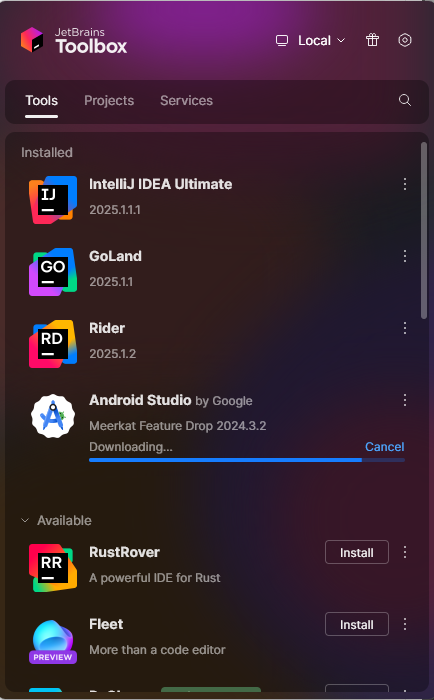 JetBrains
Toolbox
Local
Tools Projects Services
Installed
IJ
IntelliJ IDEA Ultimate
2025.1.1.1
GO
GoLand
2025.1.1
RD
Rider
2025.1.2
Android Studio by Google
Meerkat Feature Drop 2024.3.2
Downloading... Cancel
Available
RR
RustRover Install
A powerful IDE for Rust
Fleet Install
More than a code editor
PREVIEW